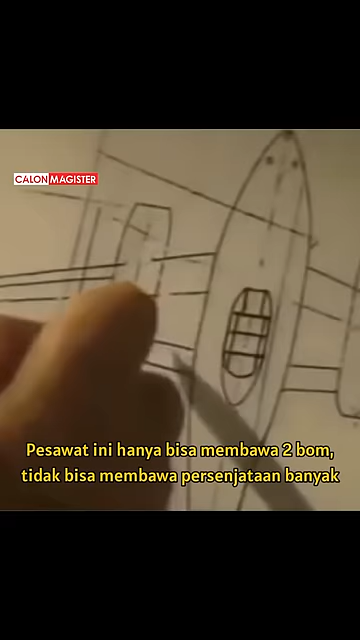 CALON MAGISTER
Pesawat ini hanya bisa membawa 2 bom,
tidak bisa membawa persenjataan banyak